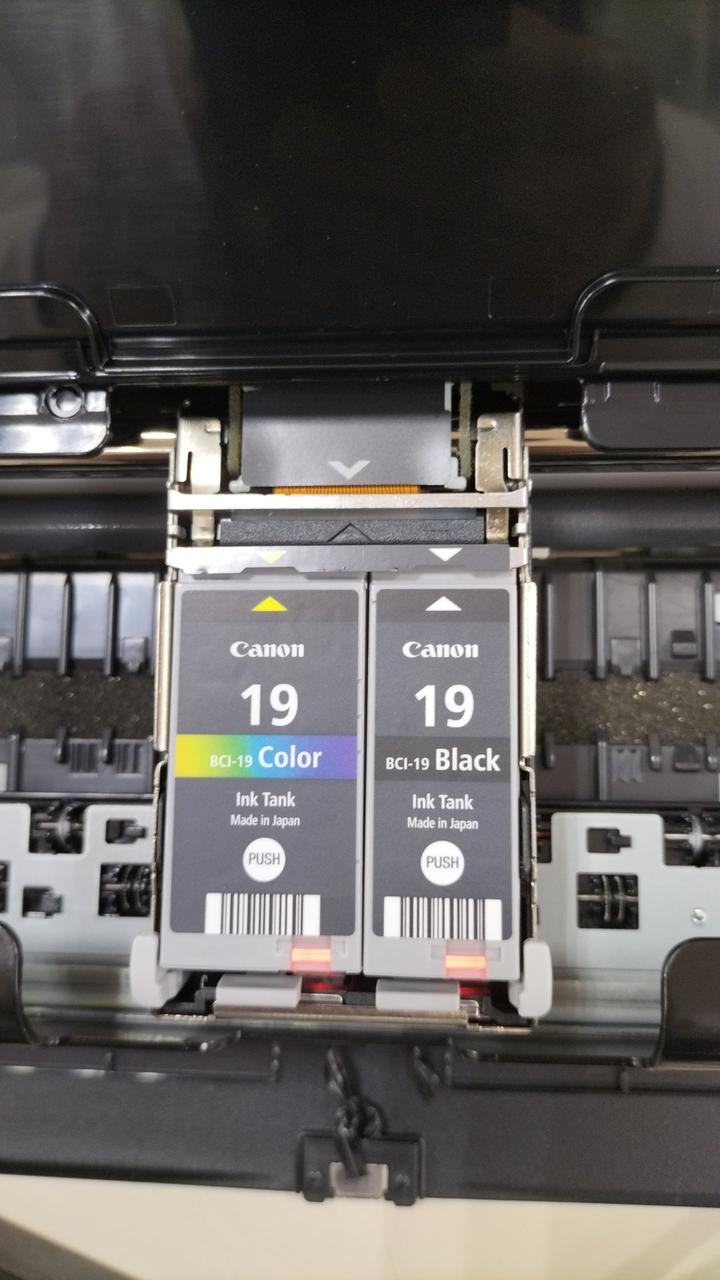 Canon
19
BCI-19 Color
Ink Tank
Made in Japan
PUSH
Canon
19
BCI-19 Black
Ink Tank
Made in Japan
PUSH